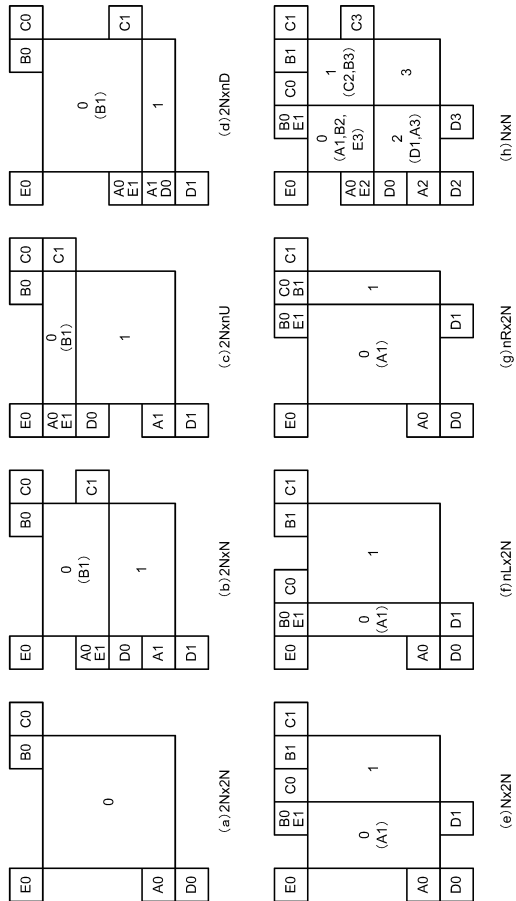 E0
B0
C0
0
A0
D0
(a)2Nx2N
E0
B0
C0
0
(B1)
A0
E1
C1
D0
1
A1
D1
(b)2NxN
E0
B0
C0
A0
E1
0
(B1)
C1
D0
1
A1
D1
(c)2NxnU
E0
B0
C0
0
(B1)
A0
E1
C1
A1
D0
1
D1
(d)2NxnD
E0
B0
E1
C0
B1
C1
0
(A1)
1
A0
D0
D1
(e)Nx2N
E0
B0
E1
C0
B1
C1
0
(A1)
1
A0
D0
D1
(f)nLx2N
E0
B0
E1
C0
B1
C1
0
(A1)
1
A0
D0
D1
(g)nRx2N
E0
B0
E1
C0
B1
C1
0
(A1,B2,
E3)
1
(C2,B3)
A0
E2
C3
D0
2
(D1,A3)
3
A2
D2
D3
(h)NxN